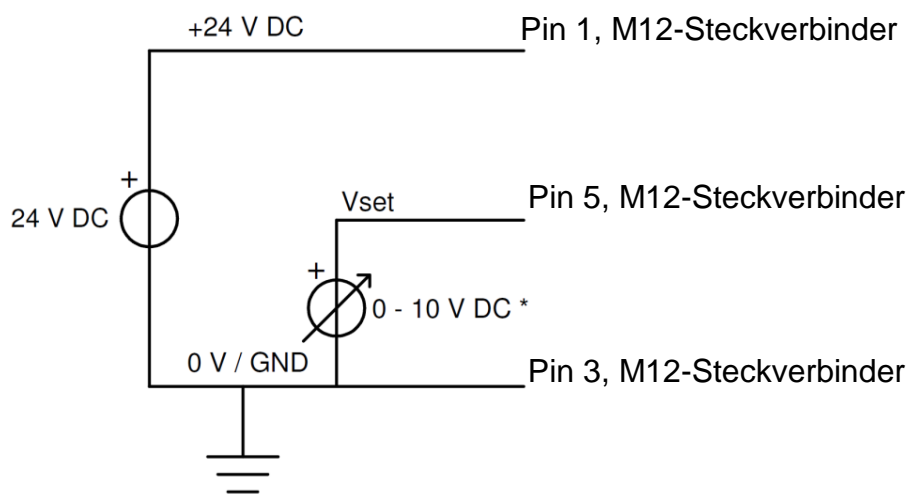 +24 V DC
Pin 1, M12-Steckverbinder
+
24 V DC
Vset
Pin 5, M12-Steckverbinder
+
0 - 10 V DC *
0 V / GND
Pin 3, M12-Steckverbinder